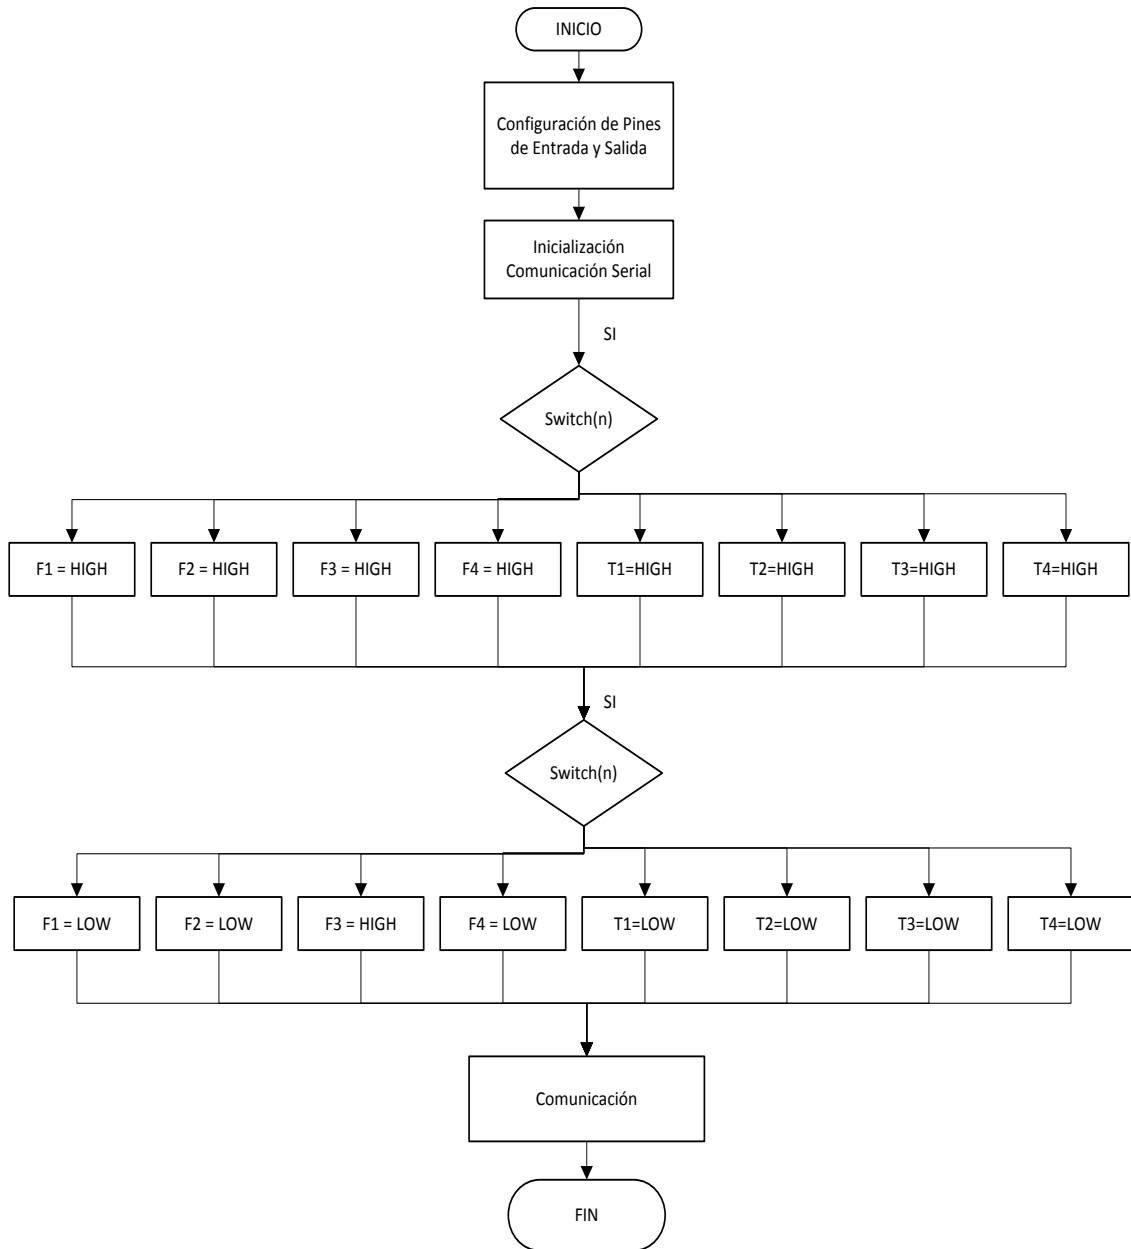 INICIO
Configuración de Pines
de Entrada y Salida
Inicialización
Comunicación Serial
SI
Switch(n)
F1 = HIGH
F2 = HIGH
F3 = HIGH
F4 = HIGH
T1=HIGH
T2=HIGH
T3=HIGH
T4=HIGH
SI
Switch(n)
F1 = LOW
F2 = LOW
F3 = HIGH
F4 = LOW
T1=LOW
T2=LOW
T3=LOW
T4=LOW
Comunicación
FIN